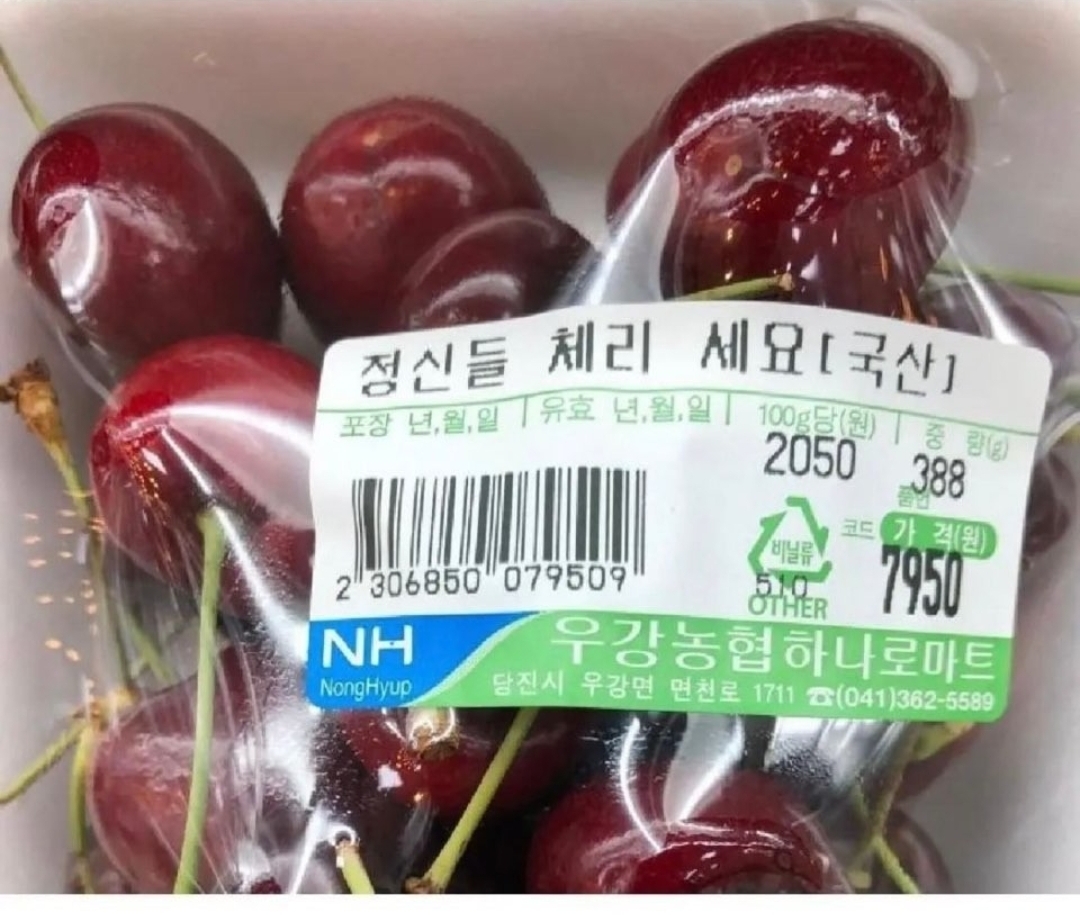 정신들 체리 세요[국산]
포장 년,월,일 유효 년,월,일 100g당(원) 중 량(g)
2050 388
품번
코드 가 격(원)
비닐류
7950
2 306850 079509
510
OTHER
NH 우강농협하나로마트
NongHyup 당진시 우강면 면천로 1711 ☎(041)362-5589